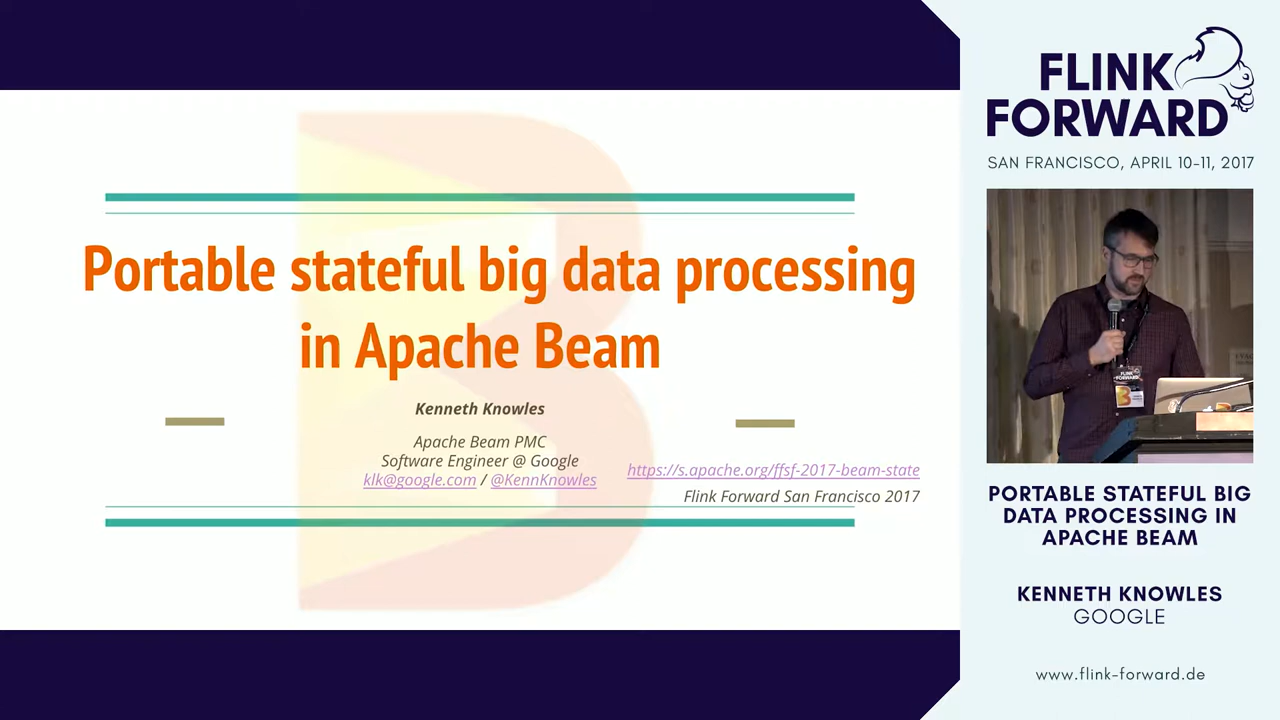 Portable stateful big data processing
in Apache Beam
Kenneth Knowles
Apache Beam PMC
Software Engineer @ Google
klk@google.com / @KennKnowles
https://s.apache.org/ffsf-2017-beam-state
Flink Forward San Francisco 2017
FLINK
FORWARD
SAN FRANCISCO, APRIL 10-11, 2017
FLINK
FORWARD
PORTABLE STATEFUL BIG
DATA PROCESSING IN
APACHE BEAM
KENNETH KNOWLES
GOOGLE
www.flink-forward.de